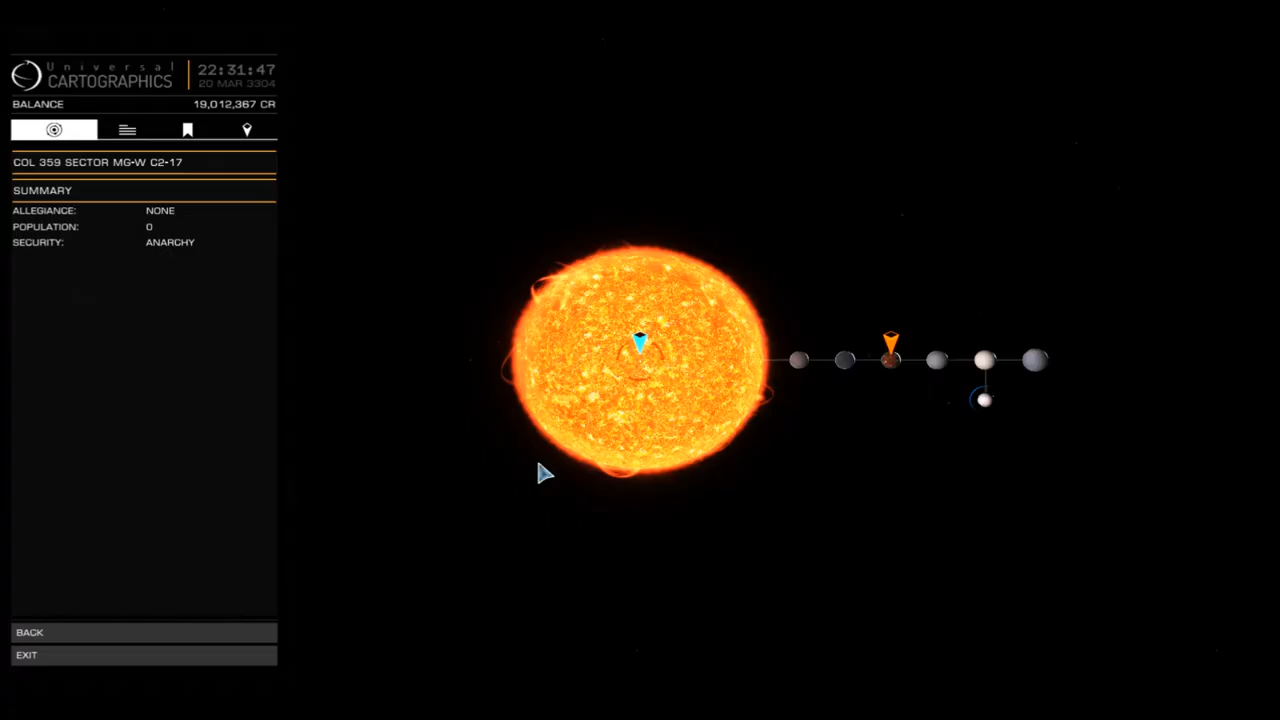 Universal
CARTOGRAPHICS
22:31:47
20 MAR 3304
BALANCE 19,012,367 CR
COL 359 SECTOR MG-W C2-17
SUMMARY
ALLEGIANCE: NONE
POPULATION: 0
SECURITY: ANARCHY
BACK
EXIT